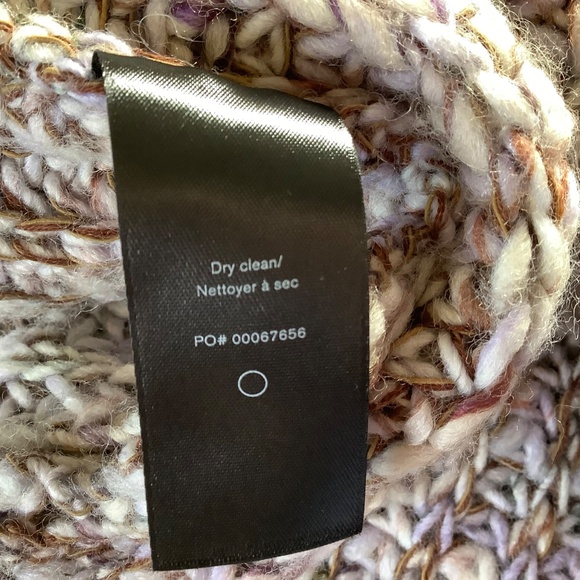 Dry clean/
Nettoyer à sec
PO# 00067656